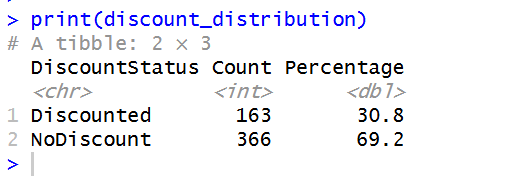 > print(discount_distribution)
# A tibble: 2 × 3
  DiscountStatus Count Percentage
  <chr>          <int>      <dbl>
1 Discounted       163       30.8
2 NoDiscount       366       69.2
>